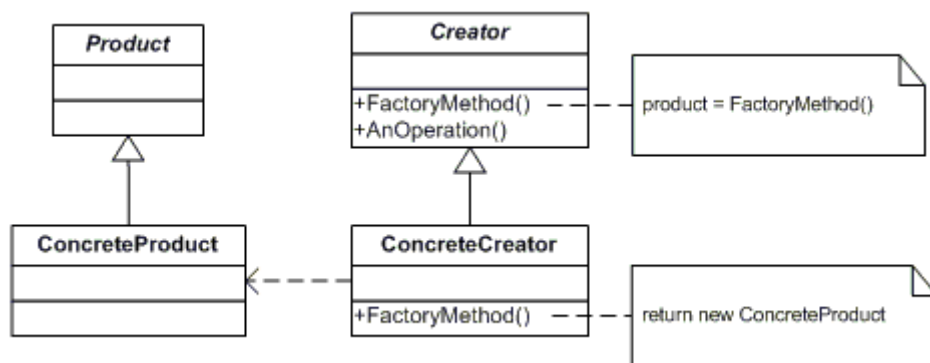 Product
Creator
+FactoryMethod()
+AnOperation()
product = FactoryMethod()
ConcreteProduct
ConcreteCreator
+FactoryMethod()
return new ConcreteProduct